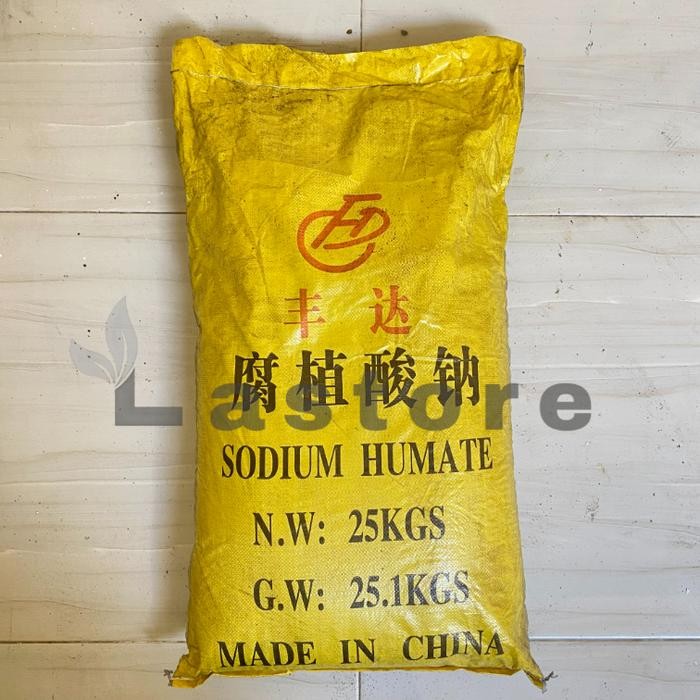 丰达
腐植酸钠
Lastore
SODIUM HUMATE
N.W: 25KGS
G.W: 25.1KGS
MADE IN CHINA